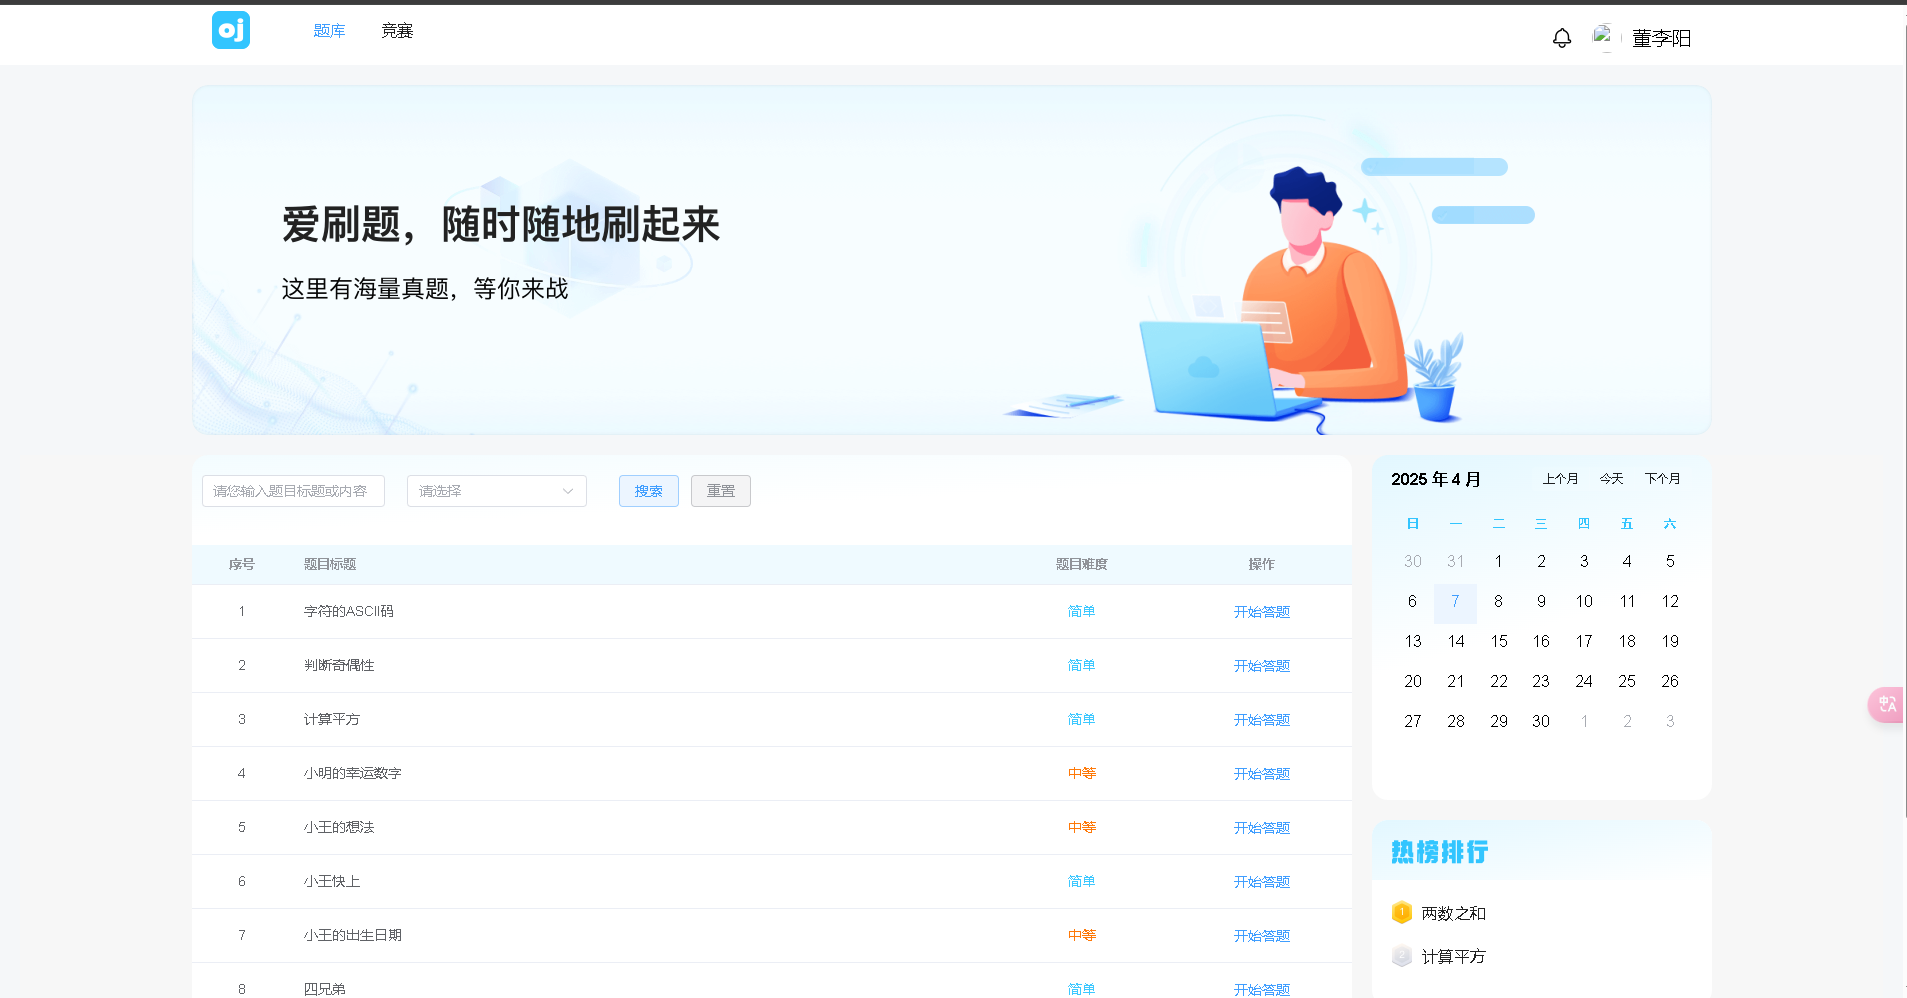 oj 题库 竞赛 董李阳
爱刷题，随时随地刷起来
这里有海量真题，等你来战
请您输入题目标题或内容 请选择 搜索 重置
序号 题目标题 题目难度 操作
1 字符的ASCII码 简单 开始答题
2 判断奇偶性 简单 开始答题
3 计算平方 简单 开始答题
4 小明的幸运数字 中等 开始答题
5 小王的想法 中等 开始答题
6 小王快上 简单 开始答题
7 小王的出生日期 中等 开始答题
8 四兄弟 简单 开始答题
2025 年 4 月 上个月 今天 下个月
日 一 二 三 四 五 六
30 31 1 2 3 4 5
6 7 8 9 10 11 12
13 14 15 16 17 18 19
20 21 22 23 24 25 26
27 28 29 30 1 2 3
中 A
热榜排行
1 两数之和
2 计算平方